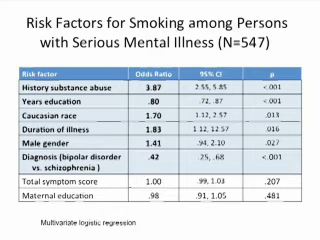 Risk Factors for Smoking among Persons
with Serious Mental Illness (N=547)
Risk factor Odds Ratio 95% CI p
History substance abuse 3.87 2.55, 5.85 <.001
Years education .80 .72, .87 <.001
Caucasian race 1.70 1.12, 2.57 .013
Duration of illness 1.83 1.12, 12.57 .016
Male gender 1.41 .94, 2.10 .027
Diagnosis (bipolar disorder .42 .25, .68 <.001
vs. schizophrenia )
Total symptom score 1.00 .99, 1.03 .207
Maternal education .98 .91, 1.05 .481
Multivariate logistic regression